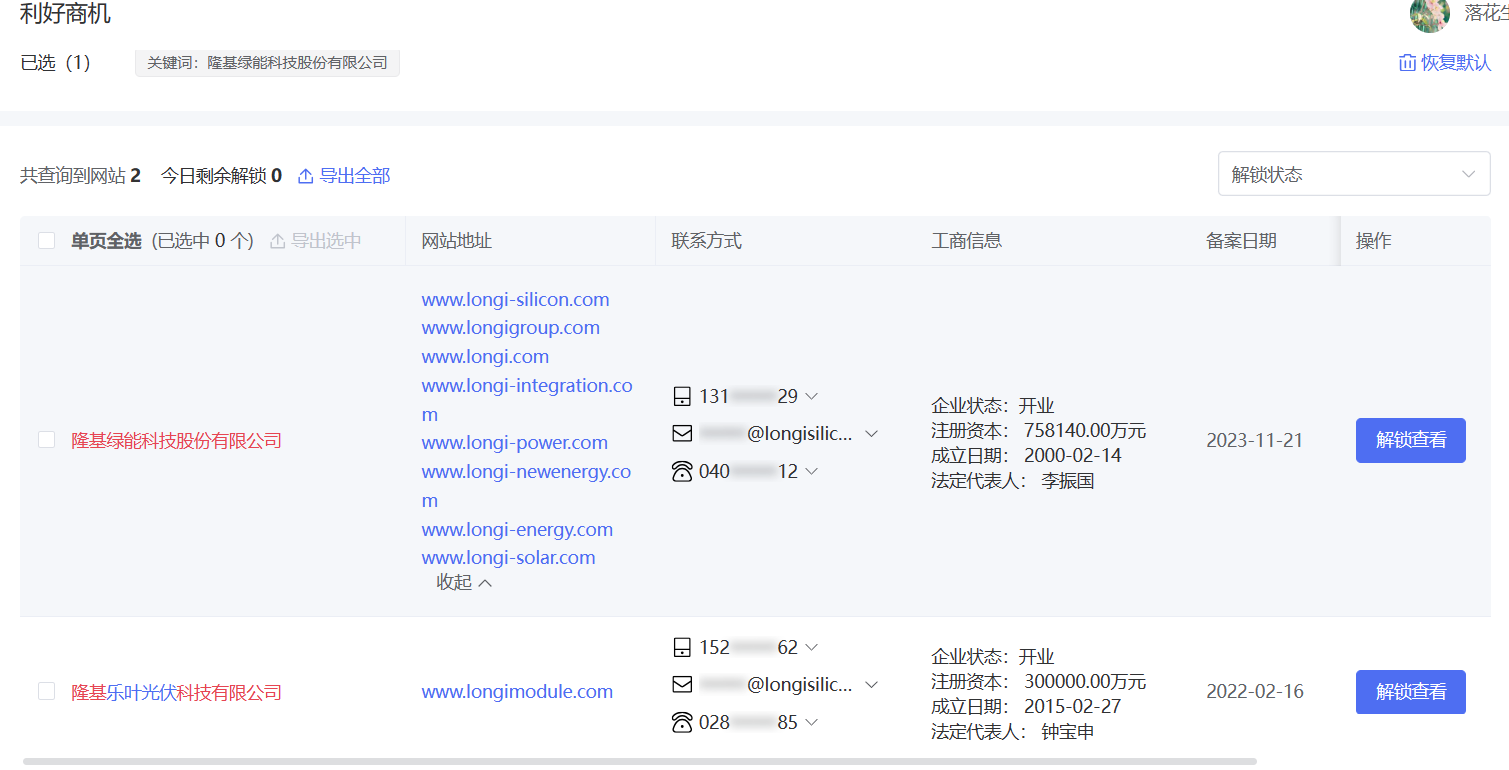 利好商机
落花生
已选（1）
关键词：隆基绿能科技股份有限公司
恢复默认
共查询到网站 2 今日剩余解锁 0 导出全部
解锁状态
单页全选 (已选中 0 个) 导出选中 网站地址 联系方式 工商信息 备案日期 操作
www.longi-silicon.com
www.longigroup.com
www.longi.com
www.longi-integration.co
m
www.longi-power.com
www.longi-newenergy.co
m
www.longi-energy.com
www.longi-solar.com
收起
隆基绿能科技股份有限公司
131 29
@longisilic...
040 12
企业状态：开业
注册资本： 758140.00万元
成立日期： 2000-02-14
法定代表人： 李振国
2023-11-21
解锁查看
隆基乐叶光伏科技有限公司
www.longimodule.com
152 62
@longisilic...
028 85
企业状态：开业
注册资本： 300000.00万元
成立日期： 2015-02-27
法定代表人： 钟宝申
2022-02-16
解锁查看